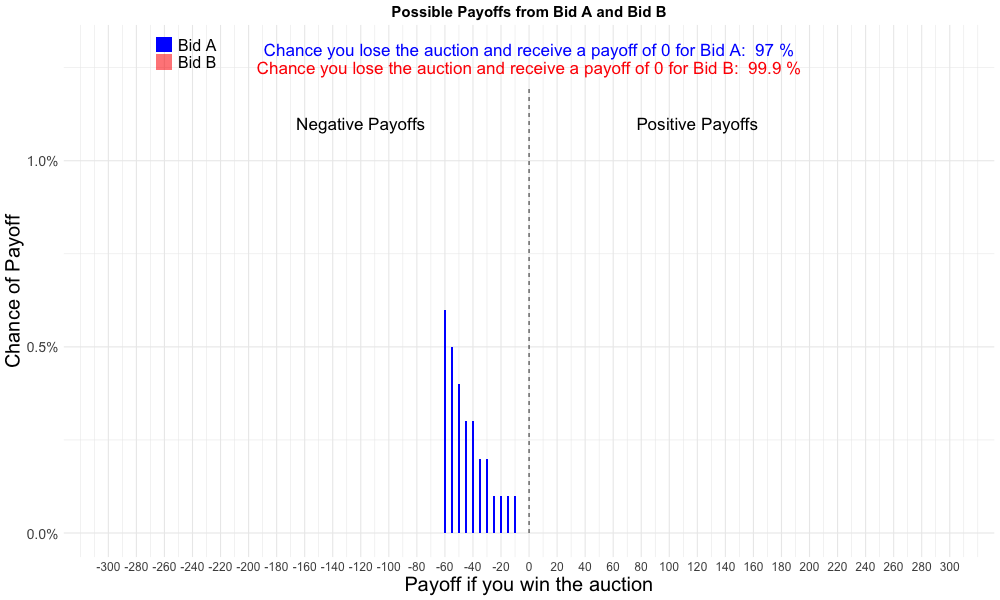 Possible Payoffs from Bid A and Bid B
Bid A
Bid B
Chance you lose the auction and receive a payoff of 0 for Bid A:  97 %
Chance you lose the auction and receive a payoff of 0 for Bid B:  99.9 %
Negative Payoffs
Positive Payoffs
Chance of Payoff
1.0%
0.5%
0.0%
-300 -280 -260 -240 -220 -200 -180 -160 -140 -120 -100 -80 -60 -40 -20 0 20 40 60 80 100 120 140 160 180 200 220 240 260 280 300
Payoff if you win the auction